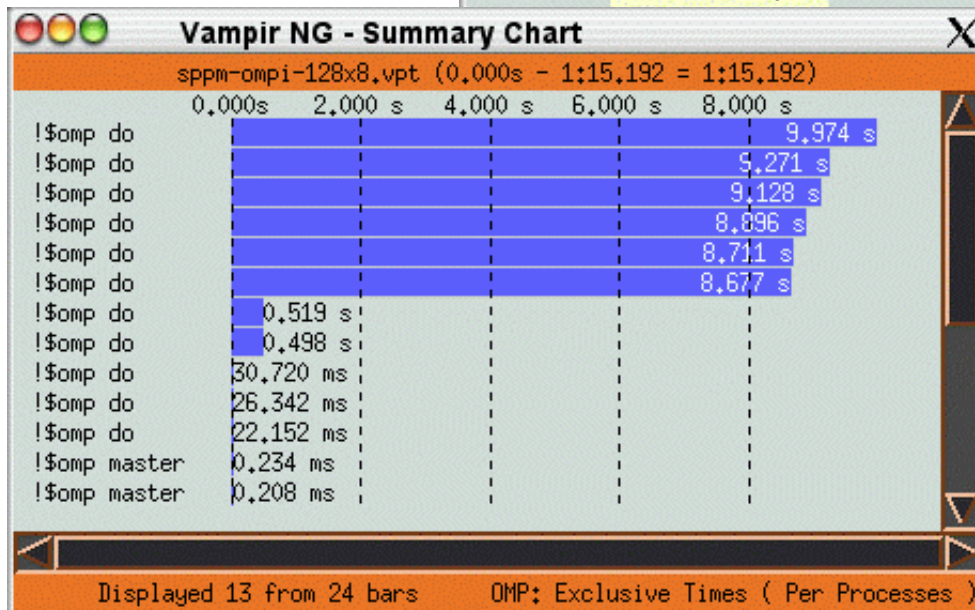 Vampir NG - Summary Chart
sppm-ompi-128x8.vpt (0.000s - 1:15.192 = 1:15.192)
0.000s 2.000 s 4.000 s 6.000 s 8.000 s
!$omp do 9.974 s
!$omp do 9.271 s
!$omp do 9.128 s
!$omp do 8.896 s
!$omp do 8.711 s
!$omp do 8.677 s
!$omp do 0.519 s
!$omp do 0.498 s
!$omp do 30.720 ms
!$omp do 26.342 ms
!$omp do 22.152 ms
!$omp master 0.234 ms
!$omp master 0.208 ms
Displayed 13 from 24 bars OMP: Exclusive Times ( Per Processes )